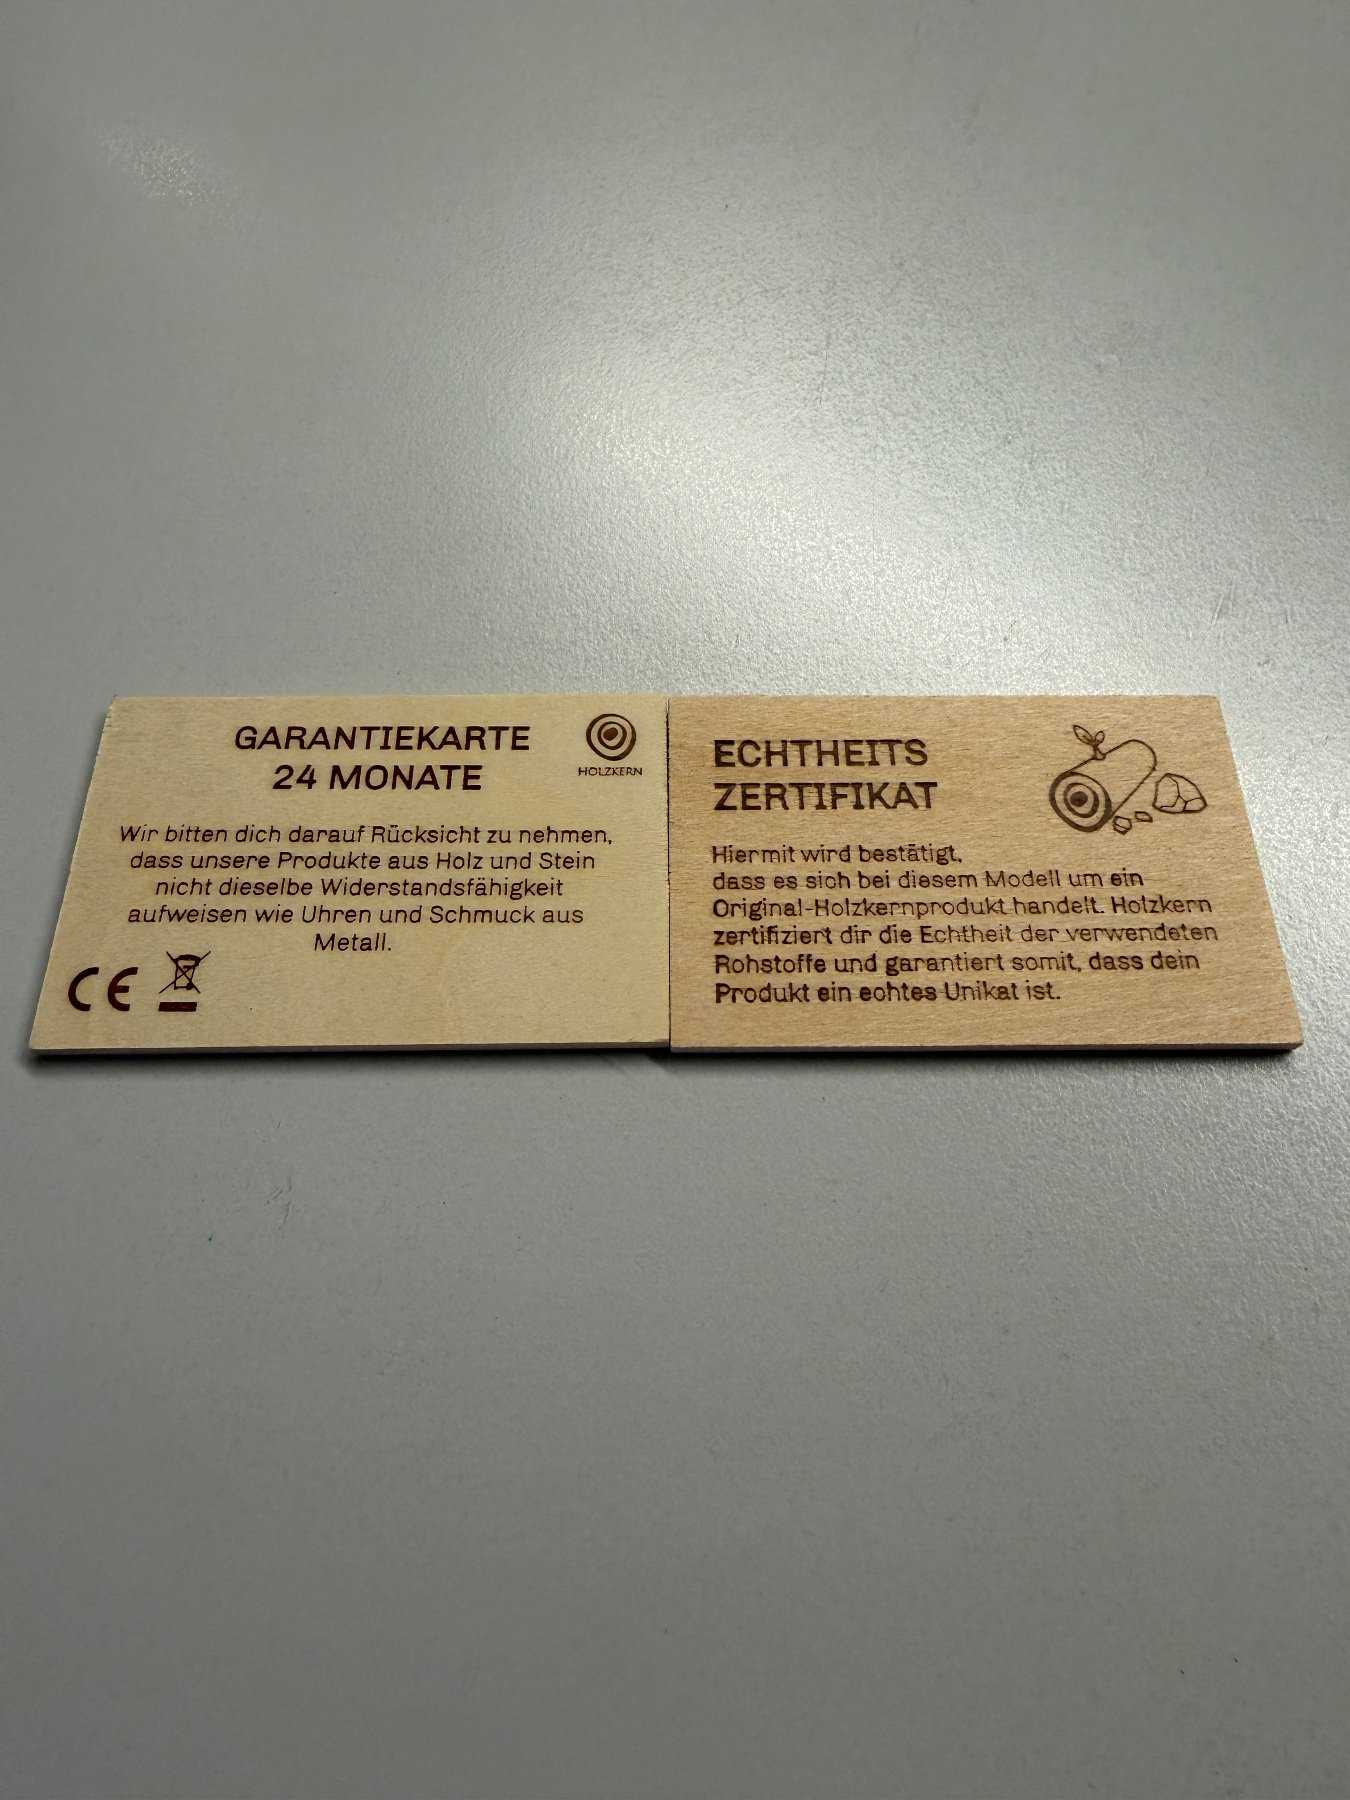 GARANTIEKARTE
24 MONATE
HOLZKERN
Wir bitten dich darauf Rücksicht zu nehmen,
dass unsere Produkte aus Holz und Stein
nicht dieselbe Widerstandsfähigkeit
aufweisen wie Uhren und Schmuck aus
Metall.
CE
ECHTHEITS
ZERTIFIKAT
Hiermit wird bestätigt,
dass es sich bei diesem Modell um ein
Original-Holzkernprodukt handelt. Holzkern
zertifiziert dir die Echtheit der verwendeten
Rohstoffe und garantiert somit, dass dein
Produkt ein echtes Unikat ist.